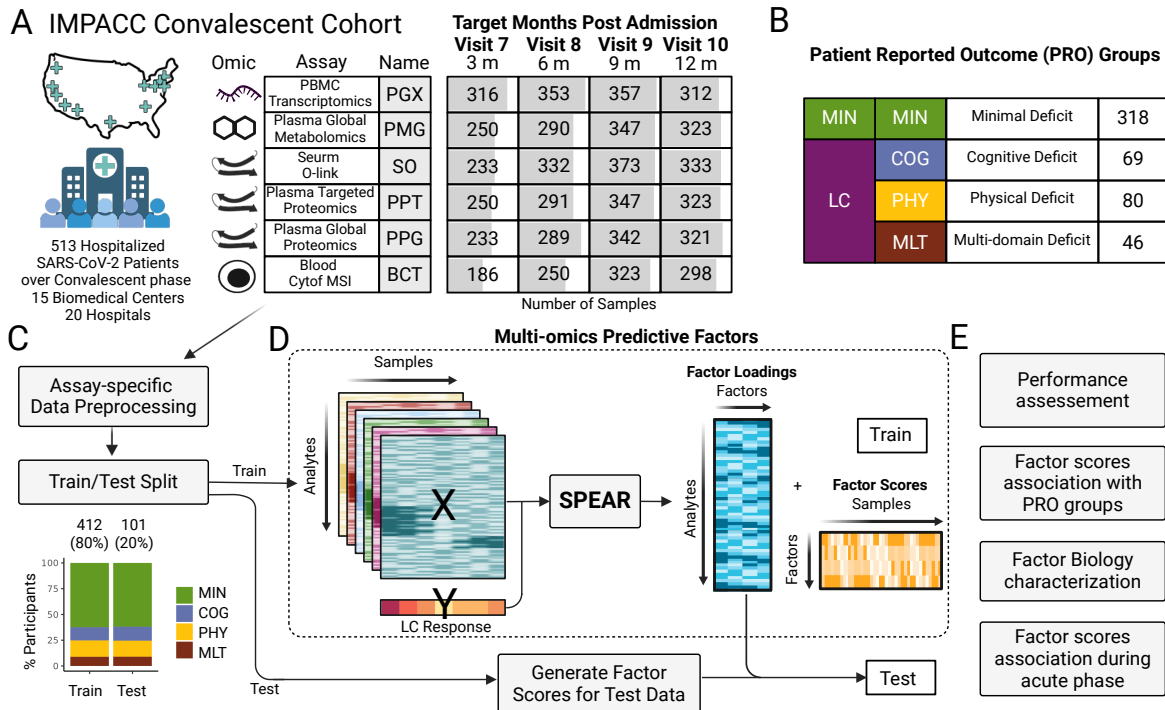 A IMPACC Convalescent Cohort
Target Months Post Admission
Visit 7 Visit 8 Visit 9 Visit 10
Omic Assay Name 3 m 6 m 9 m 12 m
PBMC
Transcriptomics PGX 316 353 357 312
Plasma Global
Metabolomics PMG 250 290 347 323
Seurm
O-link SO 233 332 373 333
Plasma Targeted
Proteomics PPT 250 291 347 323
Plasma Global
Proteomics PPG 233 289 342 321
Blood
Cytof MSI BCT 186 250 323 298
Number of Samples
513 Hospitalized
SARS-CoV-2 Patients
over Convalescent phase
15 Biomedical Centers
20 Hospitals
B
Patient Reported Outcome (PRO) Groups
MIN MIN Minimal Deficit 318
LC
COG Cognitive Deficit 69
PHY Physical Deficit 80
MLT Multi-domain Deficit 46
C
Assay-specific
Data Preprocessing
Train/Test Split
Train
Test
412 101
(80%) (20%)
% Participants
100
75
50
25
0
Train Test
MIN
COG
PHY
MLT
D
Multi-omics Predictive Factors
Samples
Analytes
X
Y
LC Response
SPEAR
Factor Loadings
Factors
Analytes
Train
+
Factor Scores
Samples
Factors
Generate Factor
Scores for Test Data
Test
E
Performance
assessement
Factor scores
association with
PRO groups
Factor Biology
characterization
Factor scores
association during
acute phase